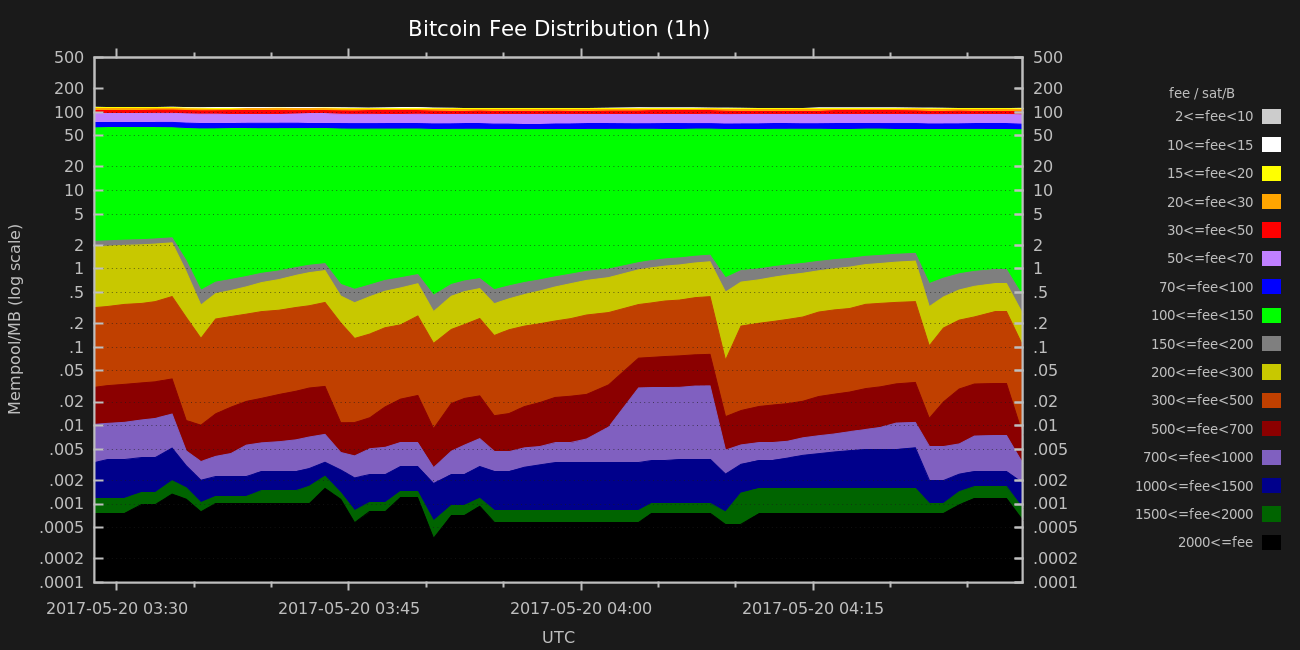 Bitcoin Fee Distribution (1h)
Mempool/MB (log scale)
500
200
100
50
20
10
5
2
1
.5
.2
.1
.05
.02
.01
.005
.002
.001
.0005
.0002
.0001
500
200
100
50
20
10
5
2
1
.5
.2
.1
.05
.02
.01
.005
.002
.001
.0005
.0002
.0001
2017-05-20 03:30
2017-05-20 03:45
2017-05-20 04:00
2017-05-20 04:15
UTC
fee / sat/B
2<=fee<10
10<=fee<15
15<=fee<20
20<=fee<30
30<=fee<50
50<=fee<70
70<=fee<100
100<=fee<150
150<=fee<200
200<=fee<300
300<=fee<500
500<=fee<700
700<=fee<1000
1000<=fee<1500
1500<=fee<2000
2000<=fee